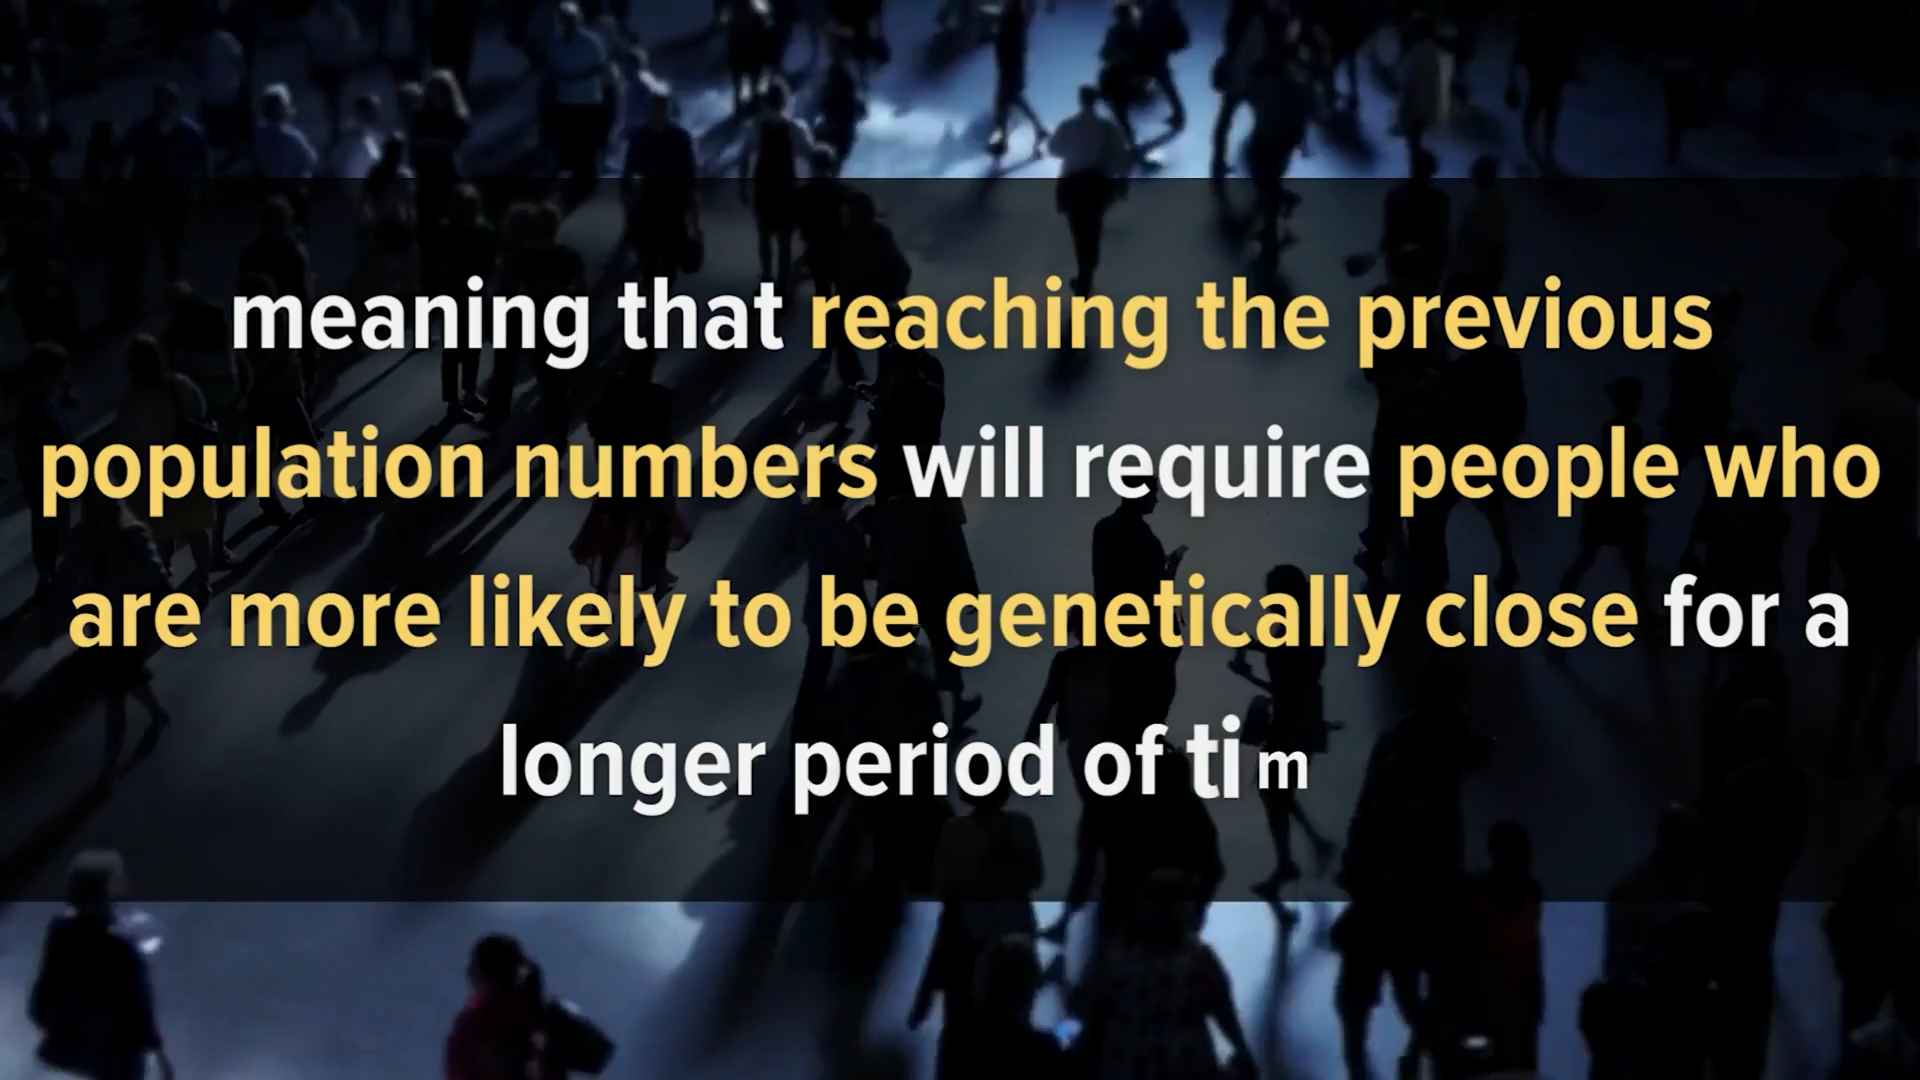 meaning that reaching the previous
population numbers will require people who
are more likely to be genetically close for a
longer period of tim